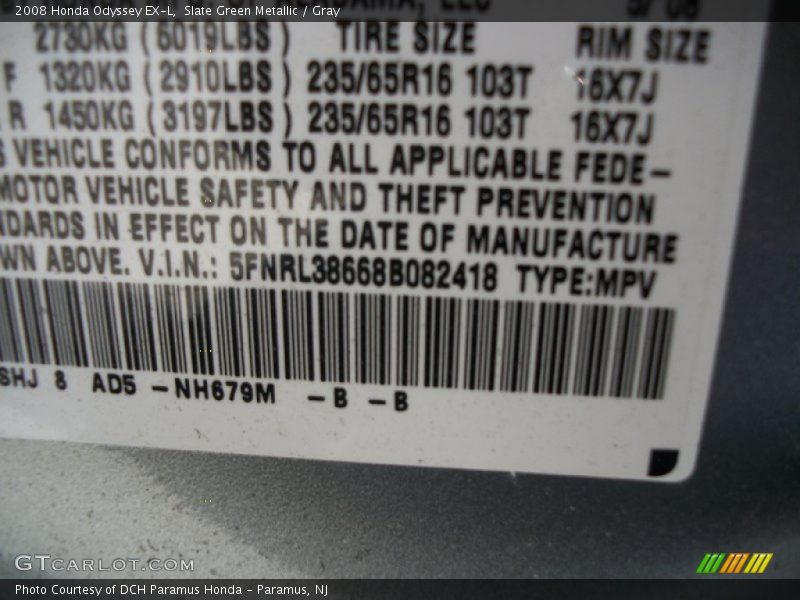 2008 Honda Odyssey EX-L, Slate Green Metallic / Gray
2730KG (6019LBS) TIRE SIZE RIM SIZE
F 1320KG (2910LBS) 235/65R16 103T 16X7J
R 1450KG (3197LBS) 235/65R16 103T 16X7J
S VEHICLE CONFORMS TO ALL APPLICABLE FEDE-
MOTOR VEHICLE SAFETY AND THEFT PREVENTION
NDARDS IN EFFECT ON THE DATE OF MANUFACTURE
WN ABOVE. V.I.N.: 5FNRL38668B082418 TYPE:MPV
SHJ 8 AD5 -NH679M -B -B
GTCARLOT.COM
Photo Courtesy of DCH Paramus Honda - Paramus, NJ